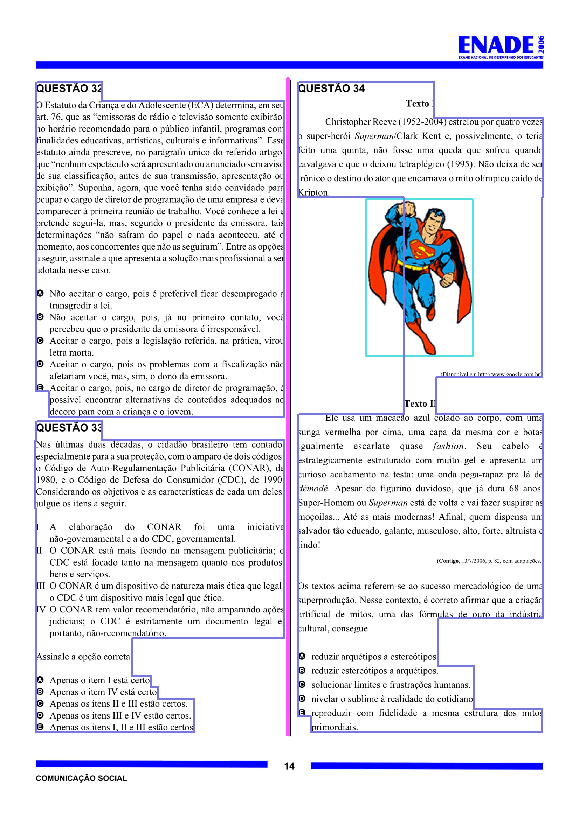 ENADE 2006
EXAME NACIONAL DE DESEMPENHO DOS ESTUDANTES
QUESTÃO 32
O Estatuto da Criança e do Adolescente (ECA) determina, em seu
art. 76, que as “emissoras de rádio e televisão somente exibirão,
no horário recomendado para o público infantil, programas com
finalidades educativas, artísticas, culturais e informativas”. Esse
estatuto ainda prescreve, no parágrafo único do referido artigo,
que “nenhum espetáculo será apresentado ou anunciado sem aviso
de sua classificação, antes de sua transmissão, apresentação ou
exibição”. Suponha, agora, que você tenha sido convidado para
ocupar o cargo de diretor de programação de uma empresa e deva
comparecer à primeira reunião de trabalho. Você conhece a lei e
pretende segui-la, mas, segundo o presidente da emissora, tais
determinações “não saíram do papel e nada aconteceu, até o
momento, aos concorrentes que não as seguiram”. Entre as opções
a seguir, assinale a que apresenta a solução mais profissional a ser
adotada nesse caso.
A Não aceitar o cargo, pois é preferível ficar desempregado a
transgredir a lei.
B Não aceitar o cargo, pois, já no primeiro contato, você
percebeu que o presidente da emissora é irresponsável.
C Aceitar o cargo, pois a legislação referida, na prática, virou
letra morta.
D Aceitar o cargo, pois os problemas com a fiscalização não
afetariam você, mas, sim, o dono da emissora.
E Aceitar o cargo, pois, no cargo de diretor de programação, é
possível encontrar alternativas de conteúdos adequados ao
decoro para com a criança e o jovem.
QUESTÃO 33
Nas últimas duas décadas, o cidadão brasileiro tem contado,
especialmente para a sua proteção, com o amparo de dois códigos:
o Código de Auto-Regulamentação Publicitária (CONAR), de
1980, e o Código de Defesa do Consumidor (CDC), de 1990.
Considerando os objetivos e as características de cada um deles,
julgue os itens a seguir.
I A elaboração do CONAR foi uma iniciativa
não-governamental e a do CDC, governamental.
II O CONAR está mais focado na mensagem publicitária; o
CDC está focado tanto na mensagem quanto nos produtos,
bens e serviços.
III O CONAR é um dispositivo de natureza mais ética que legal;
o CDC é um dispositivo mais legal que ético.
IV O CONAR tem valor recomendatório, não amparando ações
judiciais; o CDC é estritamente um documento legal e,
portanto, não-recomendatório.
Assinale a opção correta.
A Apenas o item I está certo.
B Apenas o item IV está certo.
C Apenas os itens II e III estão certos.
D Apenas os itens III e IV estão certos.
E Apenas os itens I, II e III estão certos.
QUESTÃO 34
Texto I
Christopher Reeve (1952-2004) estrelou por quatro vezes
o super-herói Superman/Clark Kent e, possivelmente, o teria
feito uma quinta, não fosse uma queda que sofreu quando
cavalgava e que o deixou tetraplégico (1995). Não deixa de ser
irônico o destino do ator que encarnava o mito olímpico caído de
Kripton.
Texto II
Ele usa um macacão azul colado ao corpo, com uma
sunga vermelha por cima, uma capa da mesma cor e botas
igualmente escarlate quase fashion. Seu cabelo é
estrategicamente estruturado com muito gel e apresenta um
curioso acabamento na testa: uma onda pega-rapaz pra lá de
démodé. Apesar do figurino duvidoso, que já dura 68 anos,
Super-Homem ou Superman está de volta e vai fazer suspirar as
moçoilas... Até as mais modernas! Afinal, quem dispensa um
salvador tão educado, galante, musculoso, alto, forte, altruísta e
lindo!
Os textos acima referem-se ao sucesso mercadológico de uma
superprodução. Nesse contexto, é correto afirmar que a criação
artificial de mitos, uma das fórmulas de ouro da indústria
cultural, consegue
A reduzir arquétipos a estereótipos.
B reduzir estereótipos a arquétipos.
C solucionar limites e frustrações humanas.
D nivelar o sublime à realidade do cotidiano.
E reproduzir com fidelidade a mesma estrutura dos mitos
primordiais.
14
COMUNICAÇÃO SOCIAL